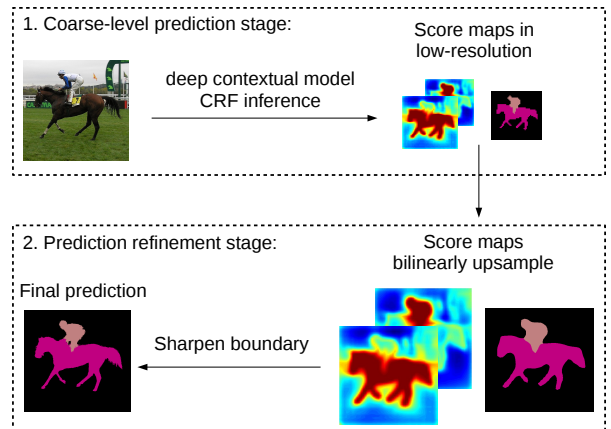 1. Coarse-level prediction stage:
Score maps in
low-resolution
deep contextual model
CRF inference
2. Prediction refinement stage:
Score maps
bilinearly upsample
Final prediction
Sharpen boundary